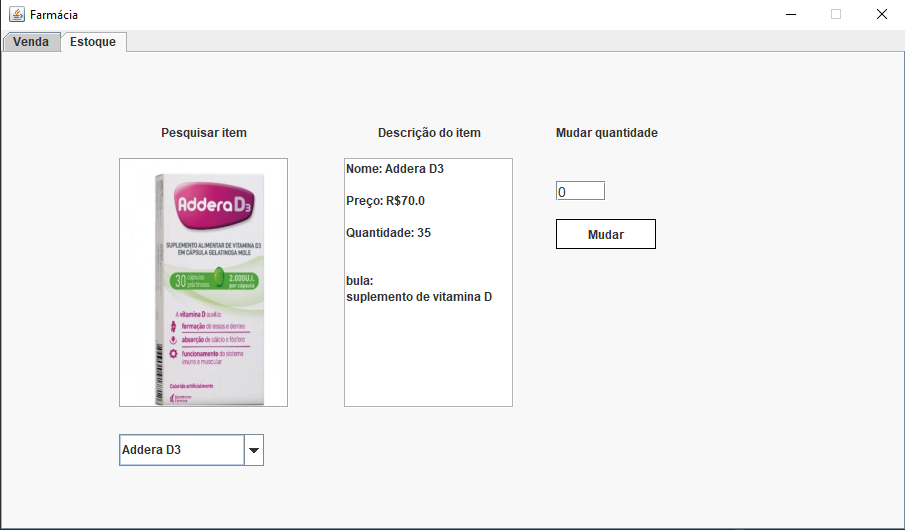 Farmácia
Venda
Estoque
Pesquisar item
Descrição do item
Mudar quantidade
AdderaD3
SUPLEMENTO ALIMENTAR DE VITAMINA D3
EM CÁPSULA GELATINOSA MOLE
30 cápsulas
gelatinosas
2.000U.I.
por cápsula
A vitamina D auxilia:
formação de ossos e dentes
absorção de cálcio e fósforo
funcionamento do sistema
imune e muscular
Colorido artificialmente
Nome: Addera D3
Preço: R$70.0
Quantidade: 35
bula:
suplemento de vitamina D
0
Mudar
Addera D3